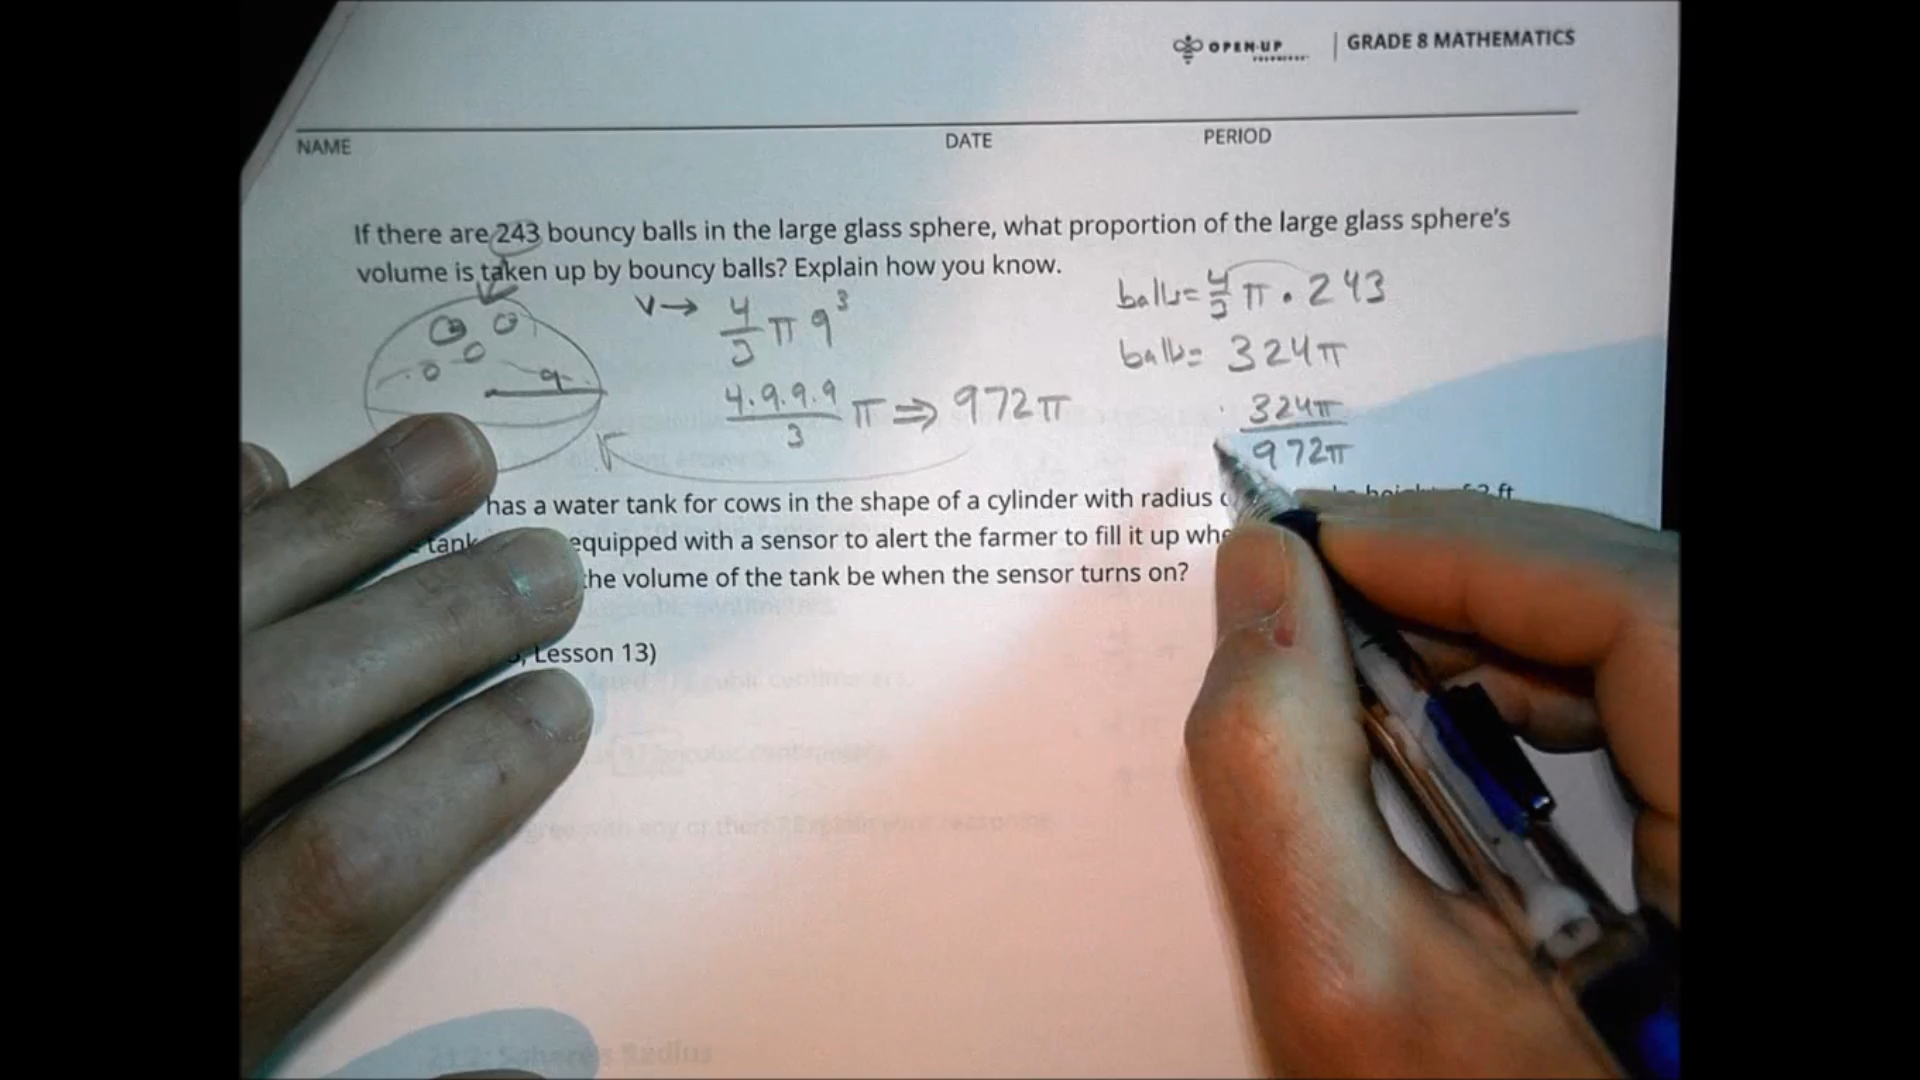 OPEN-UP
GRADE 8 MATHEMATICS
NAME DATE PERIOD
If there are 243 bouncy balls in the large glass sphere, what proportion of the large glass sphere's
volume is taken up by bouncy balls? Explain how you know.
9
V → 4/3 π 9³
4·9·9·9/3 π ⇒ 972π
balls = 4/3 π · 243
balls = 324π
324π/972π
has a water tank for cows in the shape of a cylinder with radius
tank equipped with a sensor to alert the farmer to fill it up
the volume of the tank be when the sensor turns on?
Lesson 13)